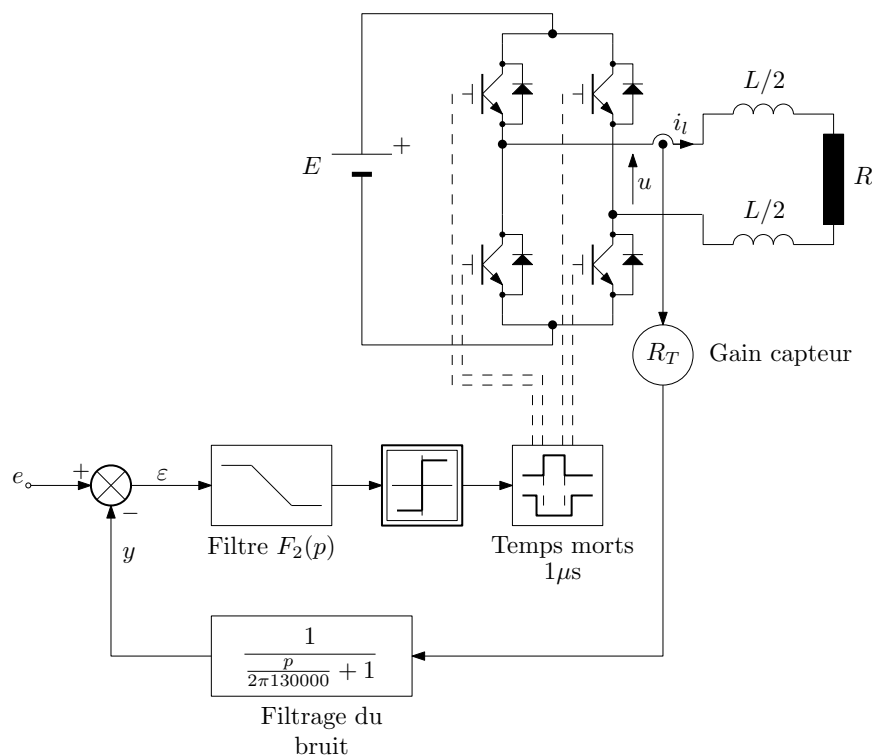 L/2
i_l
E
+
u
R
L/2
R_T
Gain capteur
e
+
ε
−
y
Filtre F_2(p)
Temps morts
1μs
1
p
2π130000
+ 1
Filtrage du
bruit